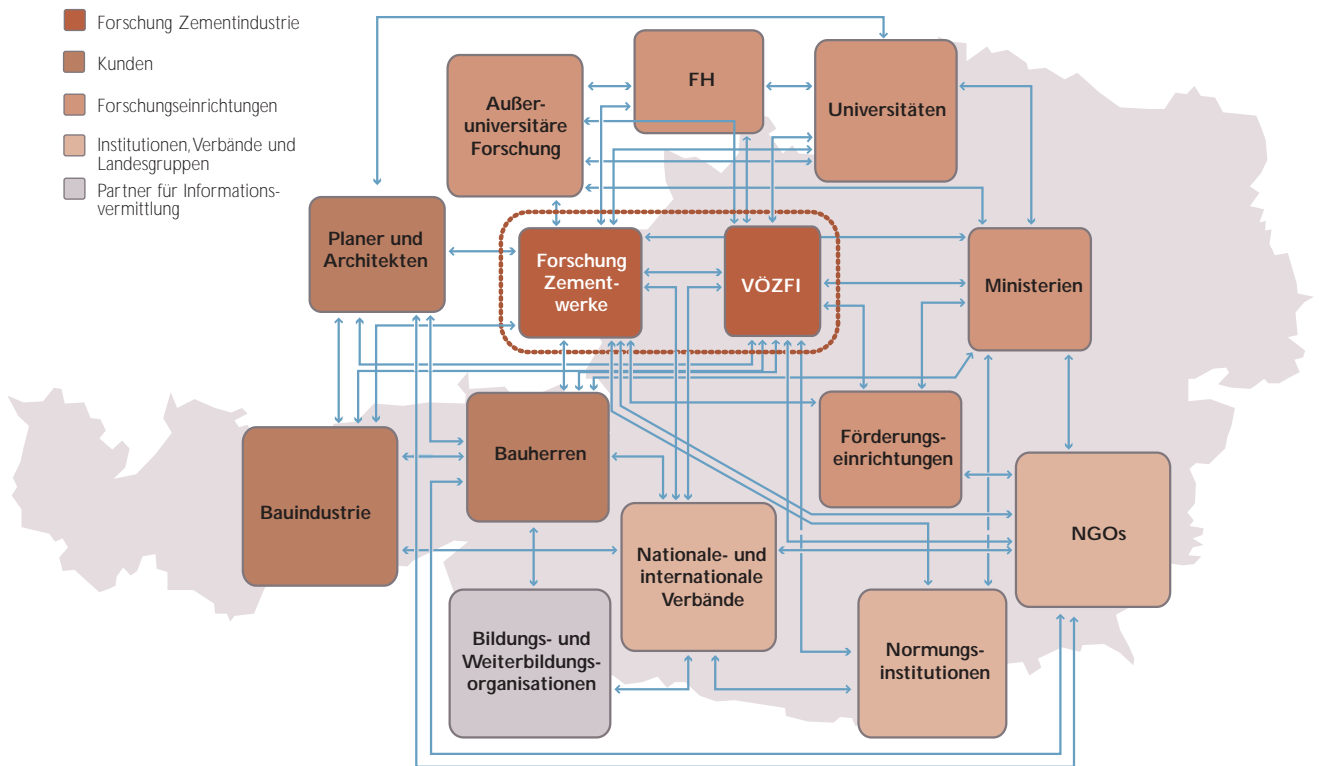 Forschung Zementindustrie
Kunden
Forschungseinrichtungen
Institutionen, Verbände und
Landesgruppen
Partner für Informations-
vermittlung
Außer-
universitäre
Forschung
FH
Universitäten
Planer und
Architekten
Forschung
Zement-
werke
VÖZFI
Ministerien
Bauindustrie
Bauherren
Förderungs-
einrichtungen
NGOs
Nationale- und
internationale
Verbände
Bildungs- und
Weiterbildungs-
organisationen
Normungs-
institutionen